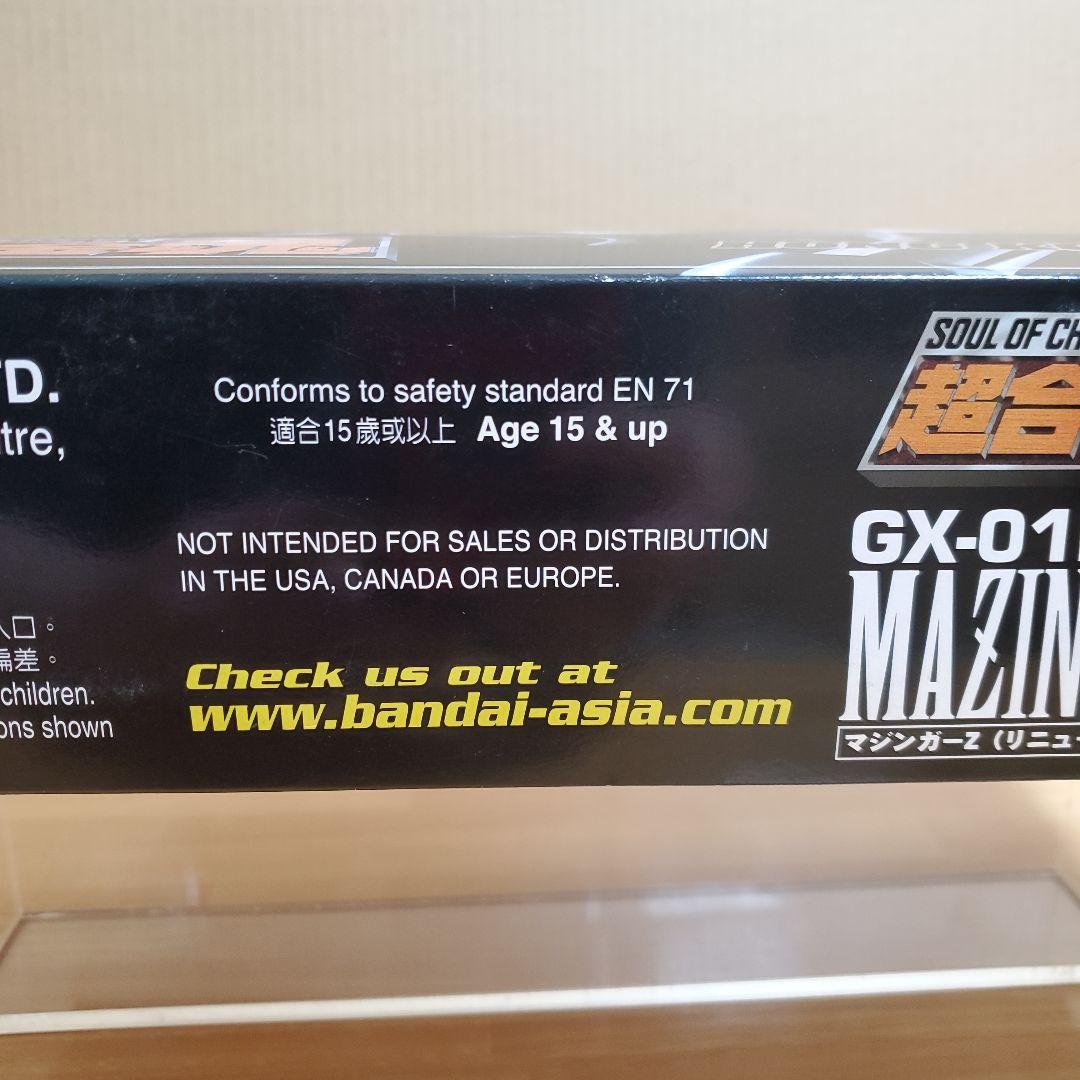 TD.
tre,
Conforms to safety standard EN 71
適合15歲或以上 Age 15 & up
NOT INTENDED FOR SALES OR DISTRIBUTION
IN THE USA, CANADA OR EUROPE.
入口。
偏差。
children.
ons shown
Check us out at
www.bandai-asia.com
SOUL OF CH
超合
GX-01
MAZIN
マジンガーZ（リニュー